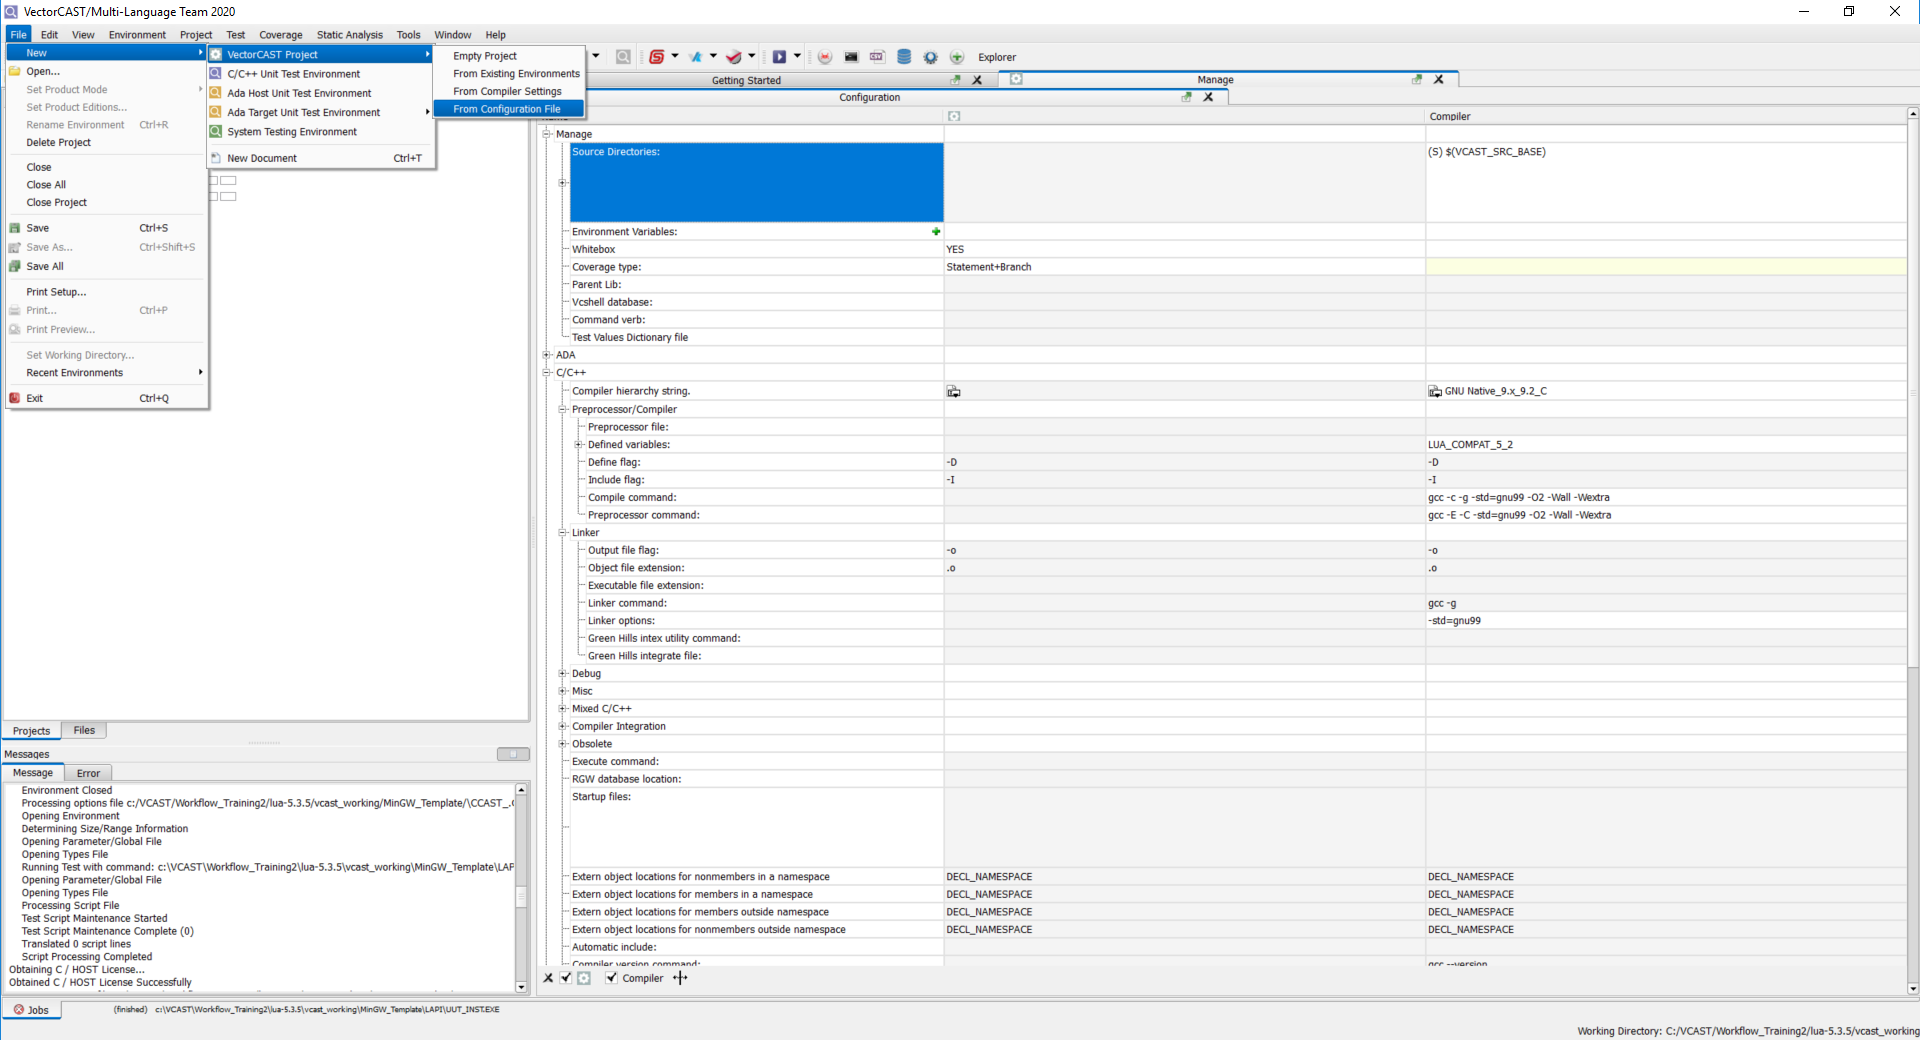 VectorCAST/Multi-Language Team 2020
File Edit View Environment Project Test Coverage Static Analysis Tools Window Help
New
Open...
Set Product Mode
Set Product Editions...
Rename Environment Ctrl+R
Delete Project
Close
Close All
Close Project
Save Ctrl+S
Save As... Ctrl+Shift+S
Save All
Print Setup...
Print... Ctrl+P
Print Preview...
Set Working Directory...
Recent Environments
Exit Ctrl+Q
VectorCAST Project
C/C++ Unit Test Environment
Ada Host Unit Test Environment
Ada Target Unit Test Environment
System Testing Environment
New Document Ctrl+T
Empty Project
From Existing Environments
From Compiler Settings
From Configuration File
Explorer
Getting Started
Manage
Configuration
Compiler
Manage
Source Directories: (S) $(VCAST_SRC_BASE)
Environment Variables:
Whitebox YES
Coverage type: Statement+Branch
Parent Lib:
Vcshell database:
Command verb:
Test Values Dictionary file
ADA
C/C++
Compiler hierarchy string. GNU Native_9.x_9.2_C
Preprocessor/Compiler
Preprocessor file:
Defined variables: LUA_COMPAT_5_2
Define flag: -D -D
Include flag: -I -I
Compile command: gcc -c -g -std=gnu99 -O2 -Wall -Wextra
Preprocessor command: gcc -E -C -std=gnu99 -O2 -Wall -Wextra
Linker
Output file flag: -o -o
Object file extension: .o .o
Executable file extension:
Linker command: gcc -g
Linker options: -std=gnu99
Green Hills intex utility command:
Green Hills integrate file:
Debug
Misc
Mixed C/C++
Compiler Integration
Obsolete
Execute command:
RGW database location:
Startup files:
Extern object locations for nonmembers in a namespace DECL_NAMESPACE DECL_NAMESPACE
Extern object locations for members in a namespace DECL_NAMESPACE DECL_NAMESPACE
Extern object locations for members outside namespace DECL_NAMESPACE DECL_NAMESPACE
Extern object locations for nonmembers outside namespace DECL_NAMESPACE DECL_NAMESPACE
Automatic include:
Compiler version command: gcc --version
Compiler
Projects Files
Messages
Message Error
Environment Closed
Processing options file c:/VCAST/Workflow_Training2/lua-5.3.5/vcast_working/MinGW_Template/\CCAST_.
Opening Environment
Determining Size/Range Information
Opening Parameter/Global File
Opening Types File
Running Test with command: c:\VCAST\Workflow_Training2\lua-5.3.5\vcast_working\MinGW_Template\LAP
Opening Parameter/Global File
Opening Types File
Processing Script File
Test Script Maintenance Started
Test Script Maintenance Complete (0)
Translated 0 script lines
Script Processing Completed
Obtaining C / HOST License...
Obtained C / HOST License Successfully
Jobs
(finished) c:\VCAST\Workflow_Training2\lua-5.3.5\vcast_working\MinGW_Template\LAPI\UUT_INST.EXE
Working Directory: C:/VCAST/Workflow_Training2/lua-5.3.5/vcast_working